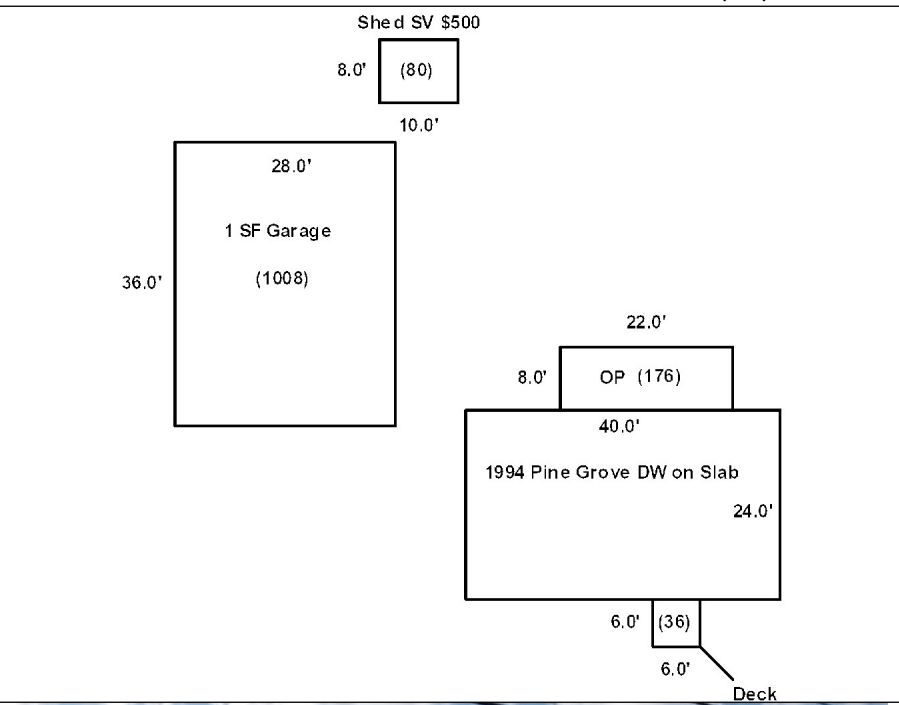 Shed SV $500
8.0'
(80)
10.0'
28.0'
1 SF Garage
36.0'
(1008)
22.0'
8.0'
OP (176)
40.0'
1994 Pine Grove DW on Slab
24.0'
6.0'
(36)
6.0'
Deck